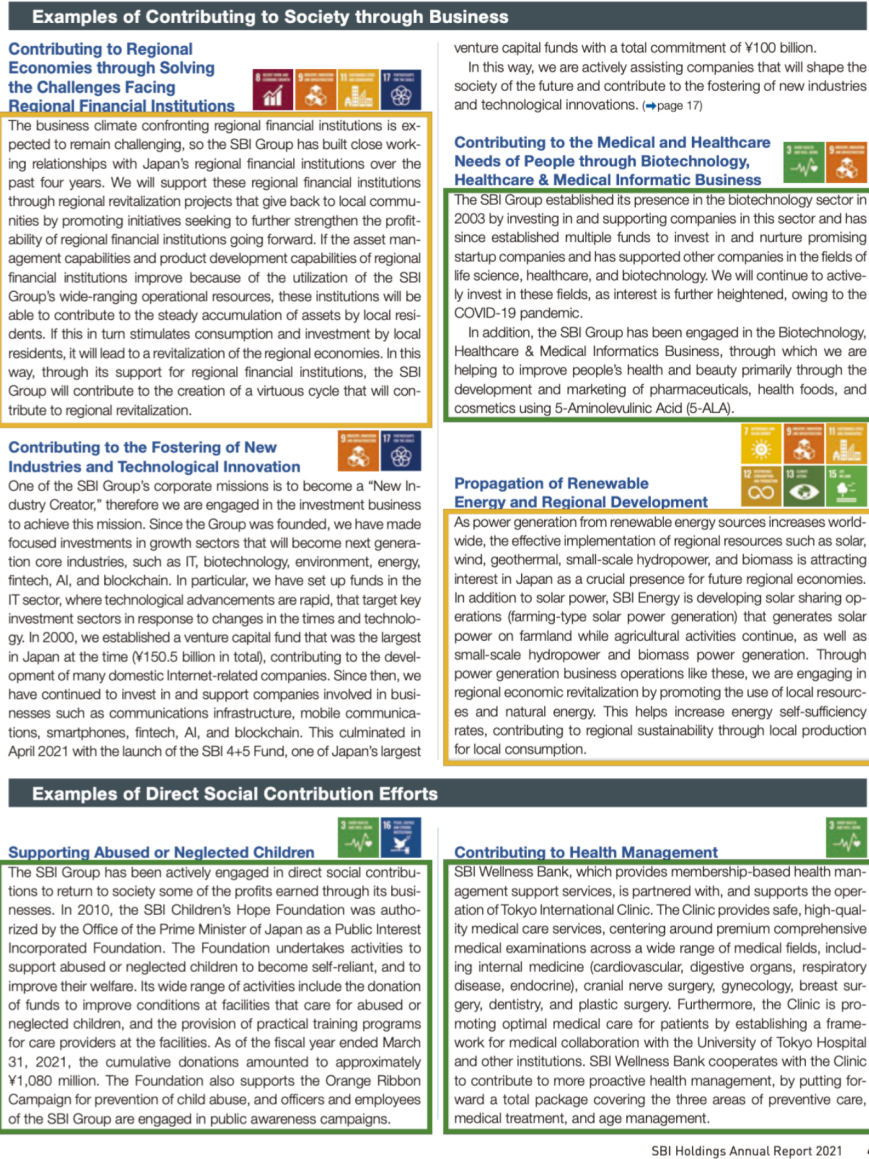 Examples of Contributing to Society through Business
Contributing to Regional
Economies through Solving
the Challenges Facing
Regional Financial Institutions
8
9
11
17
The business climate confronting regional financial institutions is ex-
pected to remain challenging, so the SBI Group has built close work-
ing relationships with Japan's regional financial institutions over the
past four years. We will support these regional financial institutions
through regional revitalization projects that give back to local commu-
nities by promoting initiatives seeking to further strengthen the profit-
ability of regional financial institutions going forward. If the asset man-
agement capabilities and product development capabilities of regional
financial institutions improve because of the utilization of the SBI
Group's wide-ranging operational resources, these institutions will be
able to contribute to the steady accumulation of assets by local resi-
dents. If this in turn stimulates consumption and investment by local
residents, it will lead to a revitalization of the regional economies. In this
way, through its support for regional financial institutions, the SBI
Group will contribute to the creation of a virtuous cycle that will con-
tribute to regional revitalization.
Contributing to the Fostering of New
Industries and Technological Innovation
9
17
One of the SBI Group's corporate missions is to become a “New In-
dustry Creator,” therefore we are engaged in the investment business
to achieve this mission. Since the Group was founded, we have made
focused investments in growth sectors that will become next genera-
tion core industries, such as IT, biotechnology, environment, energy,
fintech, AI, and blockchain. In particular, we have set up funds in the
IT sector, where technological advancements are rapid, that target key
investment sectors in response to changes in the times and technolo-
gy. In 2000, we established a venture capital fund that was the largest
in Japan at the time (¥150.5 billion in total), contributing to the devel-
opment of many domestic Internet-related companies. Since then, we
have continued to invest in and support companies involved in busi-
nesses such as communications infrastructure, mobile communica-
tions, smartphones, fintech, AI, and blockchain. This culminated in
April 2021 with the launch of the SBI 4+5 Fund, one of Japan's largest
venture capital funds with a total commitment of ¥100 billion.
In this way, we are actively assisting companies that will shape the
society of the future and contribute to the fostering of new industries
and technological innovations. (➡page 17)
Contributing to the Medical and Healthcare
Needs of People through Biotechnology,
Healthcare & Medical Informatic Business
3
9
The SBI Group established its presence in the biotechnology sector in
2003 by investing in and supporting companies in this sector and has
since established multiple funds to invest in and nurture promising
startup companies and has supported other companies in the fields of
life science, healthcare, and biotechnology. We will continue to active-
ly invest in these fields, as interest is further heightened, owing to the
COVID-19 pandemic.
In addition, the SBI Group has been engaged in the Biotechnology,
Healthcare & Medical Informatics Business, through which we are
helping to improve people's health and beauty primarily through the
development and marketing of pharmaceuticals, health foods, and
cosmetics using 5-Aminolevulinic Acid (5-ALA).
7
9
11
12
13
15
Propagation of Renewable
Energy and Regional Development
As power generation from renewable energy sources increases world-
wide, the effective implementation of regional resources such as solar,
wind, geothermal, small-scale hydropower, and biomass is attracting
interest in Japan as a crucial presence for future regional economies.
In addition to solar power, SBI Energy is developing solar sharing op-
erations (farming-type solar power generation) that generates solar
power on farmland while agricultural activities continue, as well as
small-scale hydropower and biomass power generation. Through
power generation business operations like these, we are engaging in
regional economic revitalization by promoting the use of local resourc-
es and natural energy. This helps increase energy self-sufficiency
rates, contributing to regional sustainability through local production
for local consumption.
Examples of Direct Social Contribution Efforts
Supporting Abused or Neglected Children
3
16
The SBI Group has been actively engaged in direct social contribu-
tions to return to society some of the profits earned through its busi-
nesses. In 2010, the SBI Children's Hope Foundation was autho-
rized by the Office of the Prime Minister of Japan as a Public Interest
Incorporated Foundation. The Foundation undertakes activities to
support abused or neglected children to become self-reliant, and to
improve their welfare. Its wide range of activities include the donation
of funds to improve conditions at facilities that care for abused or
neglected children, and the provision of practical training programs
for care providers at the facilities. As of the fiscal year ended March
31, 2021, the cumulative donations amounted to approximately
¥1,080 million. The Foundation also supports the Orange Ribbon
Campaign for prevention of child abuse, and officers and employees
of the SBI Group are engaged in public awareness campaigns.
Contributing to Health Management
3
SBI Wellness Bank, which provides membership-based health man-
agement support services, is partnered with, and supports the oper-
ation of Tokyo International Clinic. The Clinic provides safe, high-qual-
ity medical care services, centering around premium comprehensive
medical examinations across a wide range of medical fields, includ-
ing internal medicine (cardiovascular, digestive organs, respiratory
disease, endocrine), cranial nerve surgery, gynecology, breast sur-
gery, dentistry, and plastic surgery. Furthermore, the Clinic is pro-
moting optimal medical care for patients by establishing a frame-
work for medical collaboration with the University of Tokyo Hospital
and other institutions. SBI Wellness Bank cooperates with the Clinic
to contribute to more proactive health management, by putting for-
ward a total package covering the three areas of preventive care,
medical treatment, and age management.
SBI Holdings Annual Report 2021